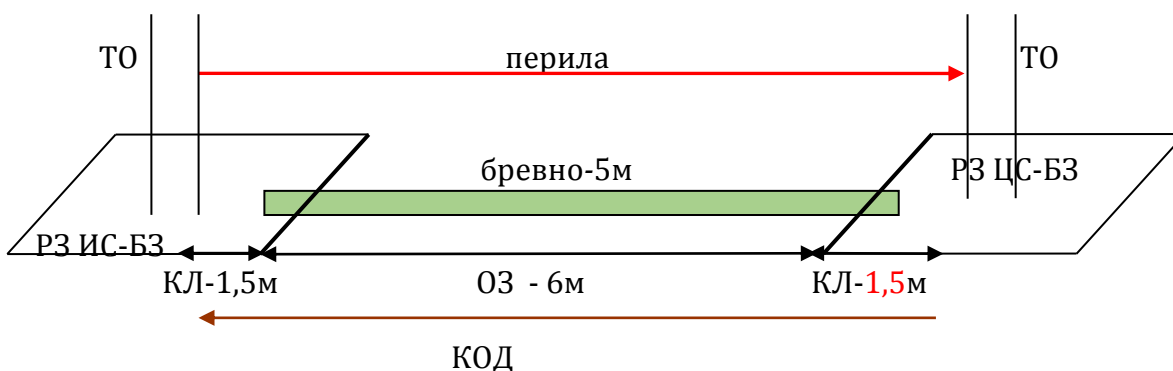 ТО
перила
ТО
бревно-5м
РЗ ЦС-БЗ
РЗ ИС-БЗ
КЛ-1,5м
ОЗ - 6м
КЛ-1,5м
КОД